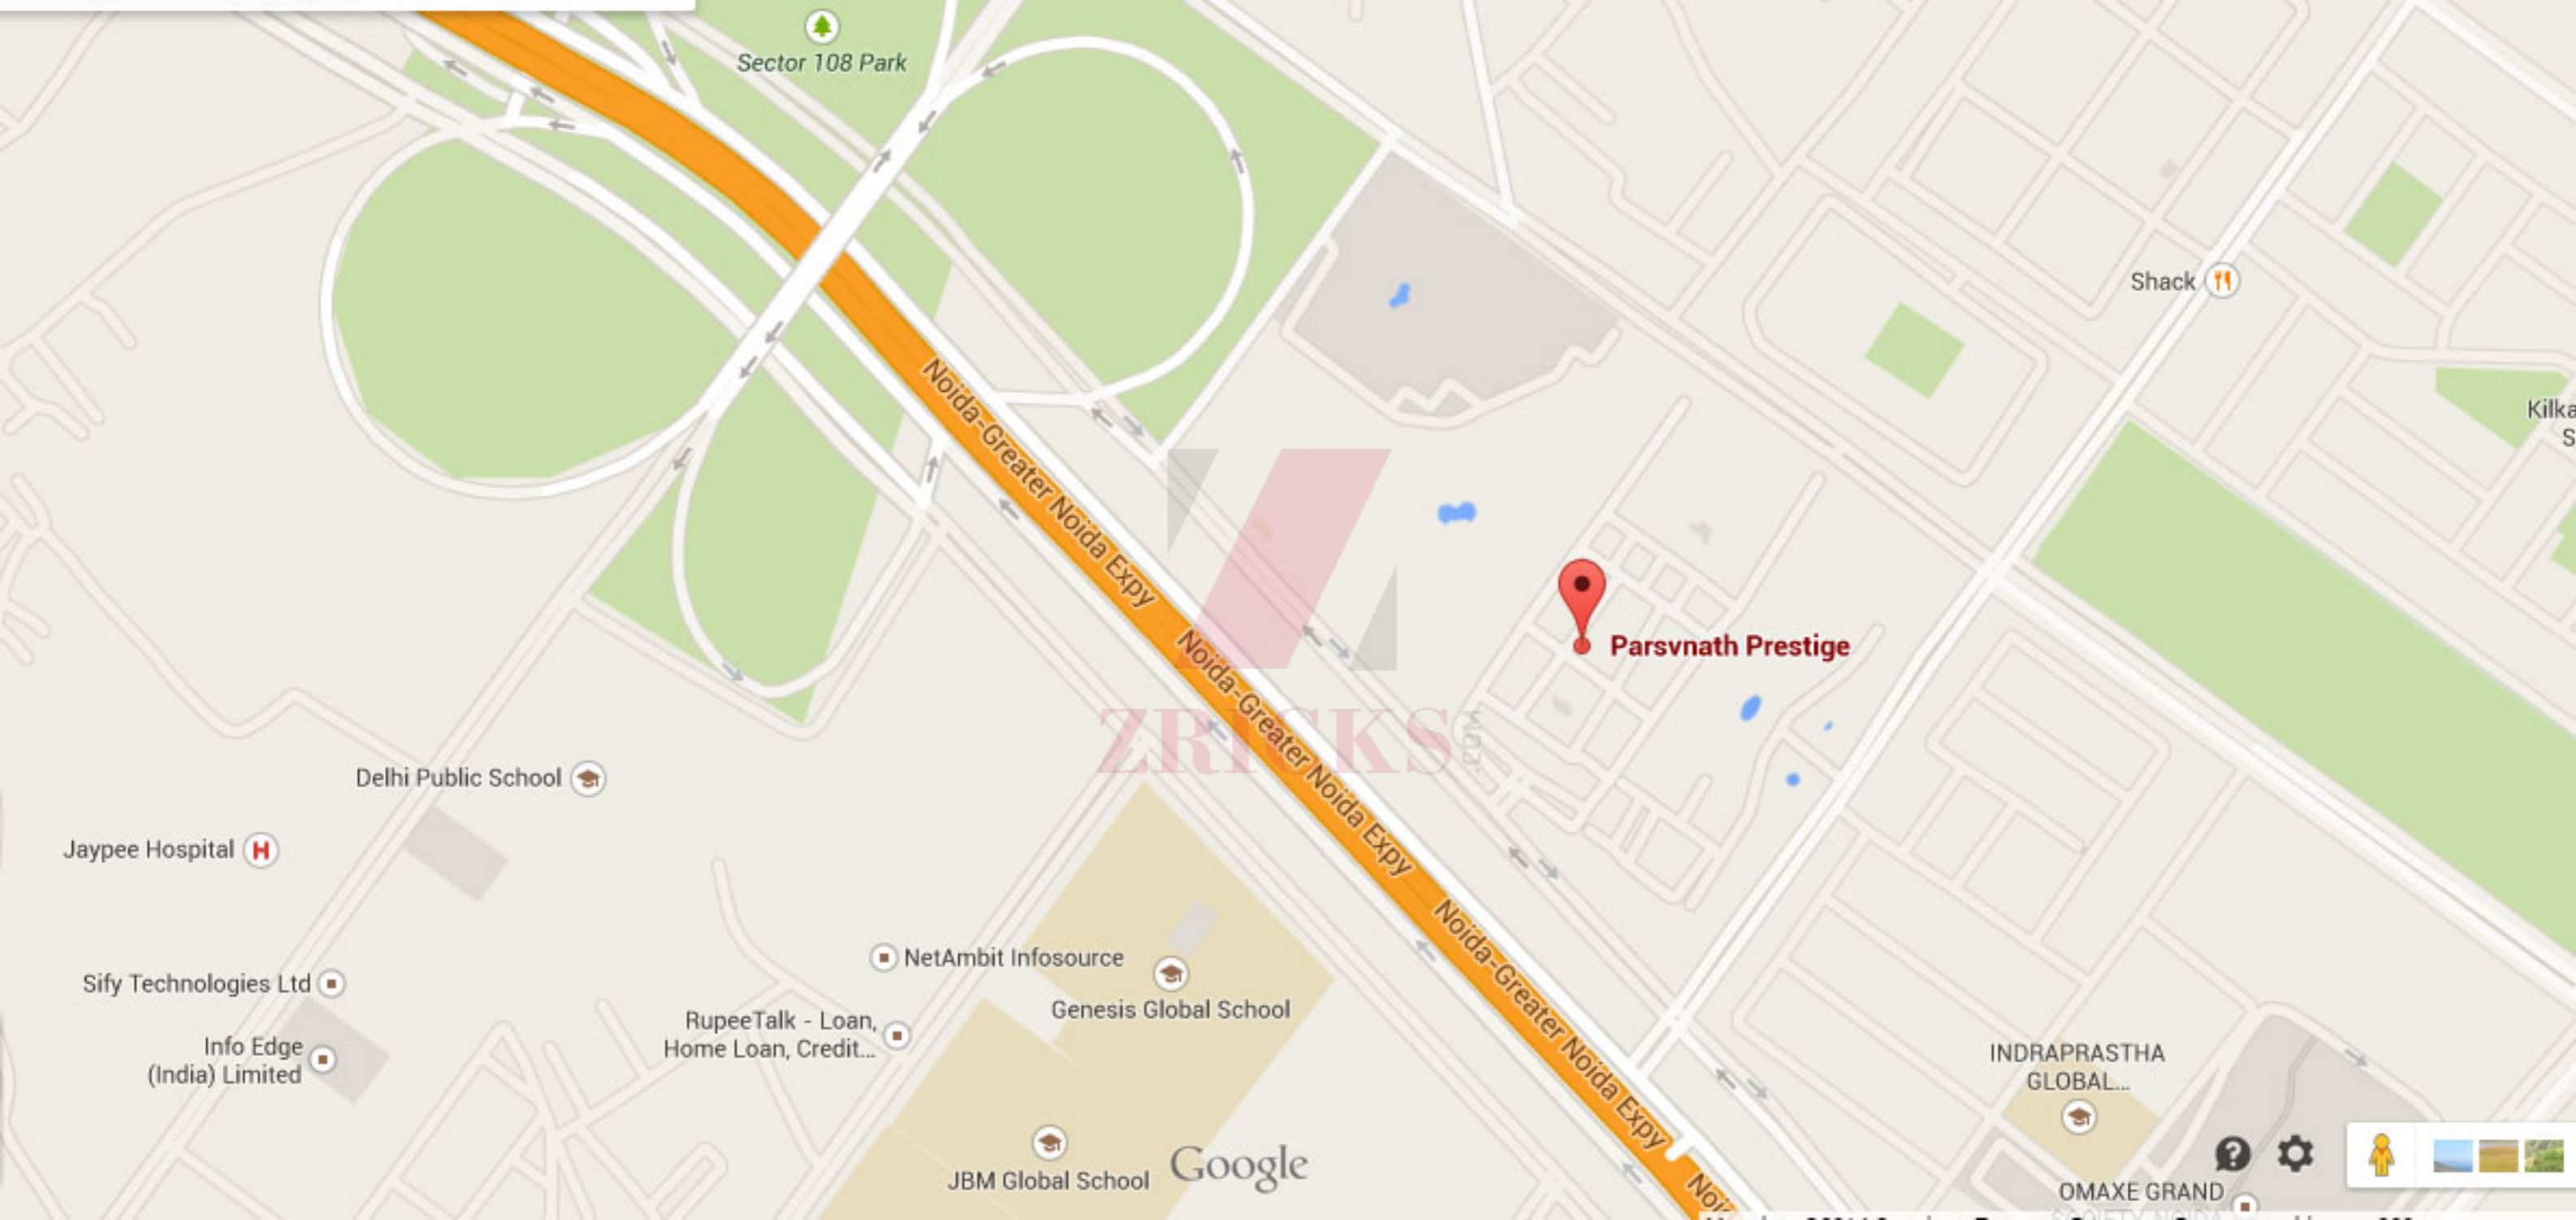 Sector 108 Park
Shack
Kilka
S
Noida-Greater Noida Expy
Parsvnath Prestige
Noida-Greater Noida Expy
ZRICKS
.COM
Delhi Public School
Jaypee Hospital
Noida-Greater Noida Expy
NetAmbit Infosource
Sify Technologies Ltd
Genesis Global School
RupeeTalk - Loan,
Home Loan, Credit...
Info Edge
(India) Limited
INDRAPRASTHA
GLOBAL...
JBM Global School
Google
Noi
OMAXE GRAND